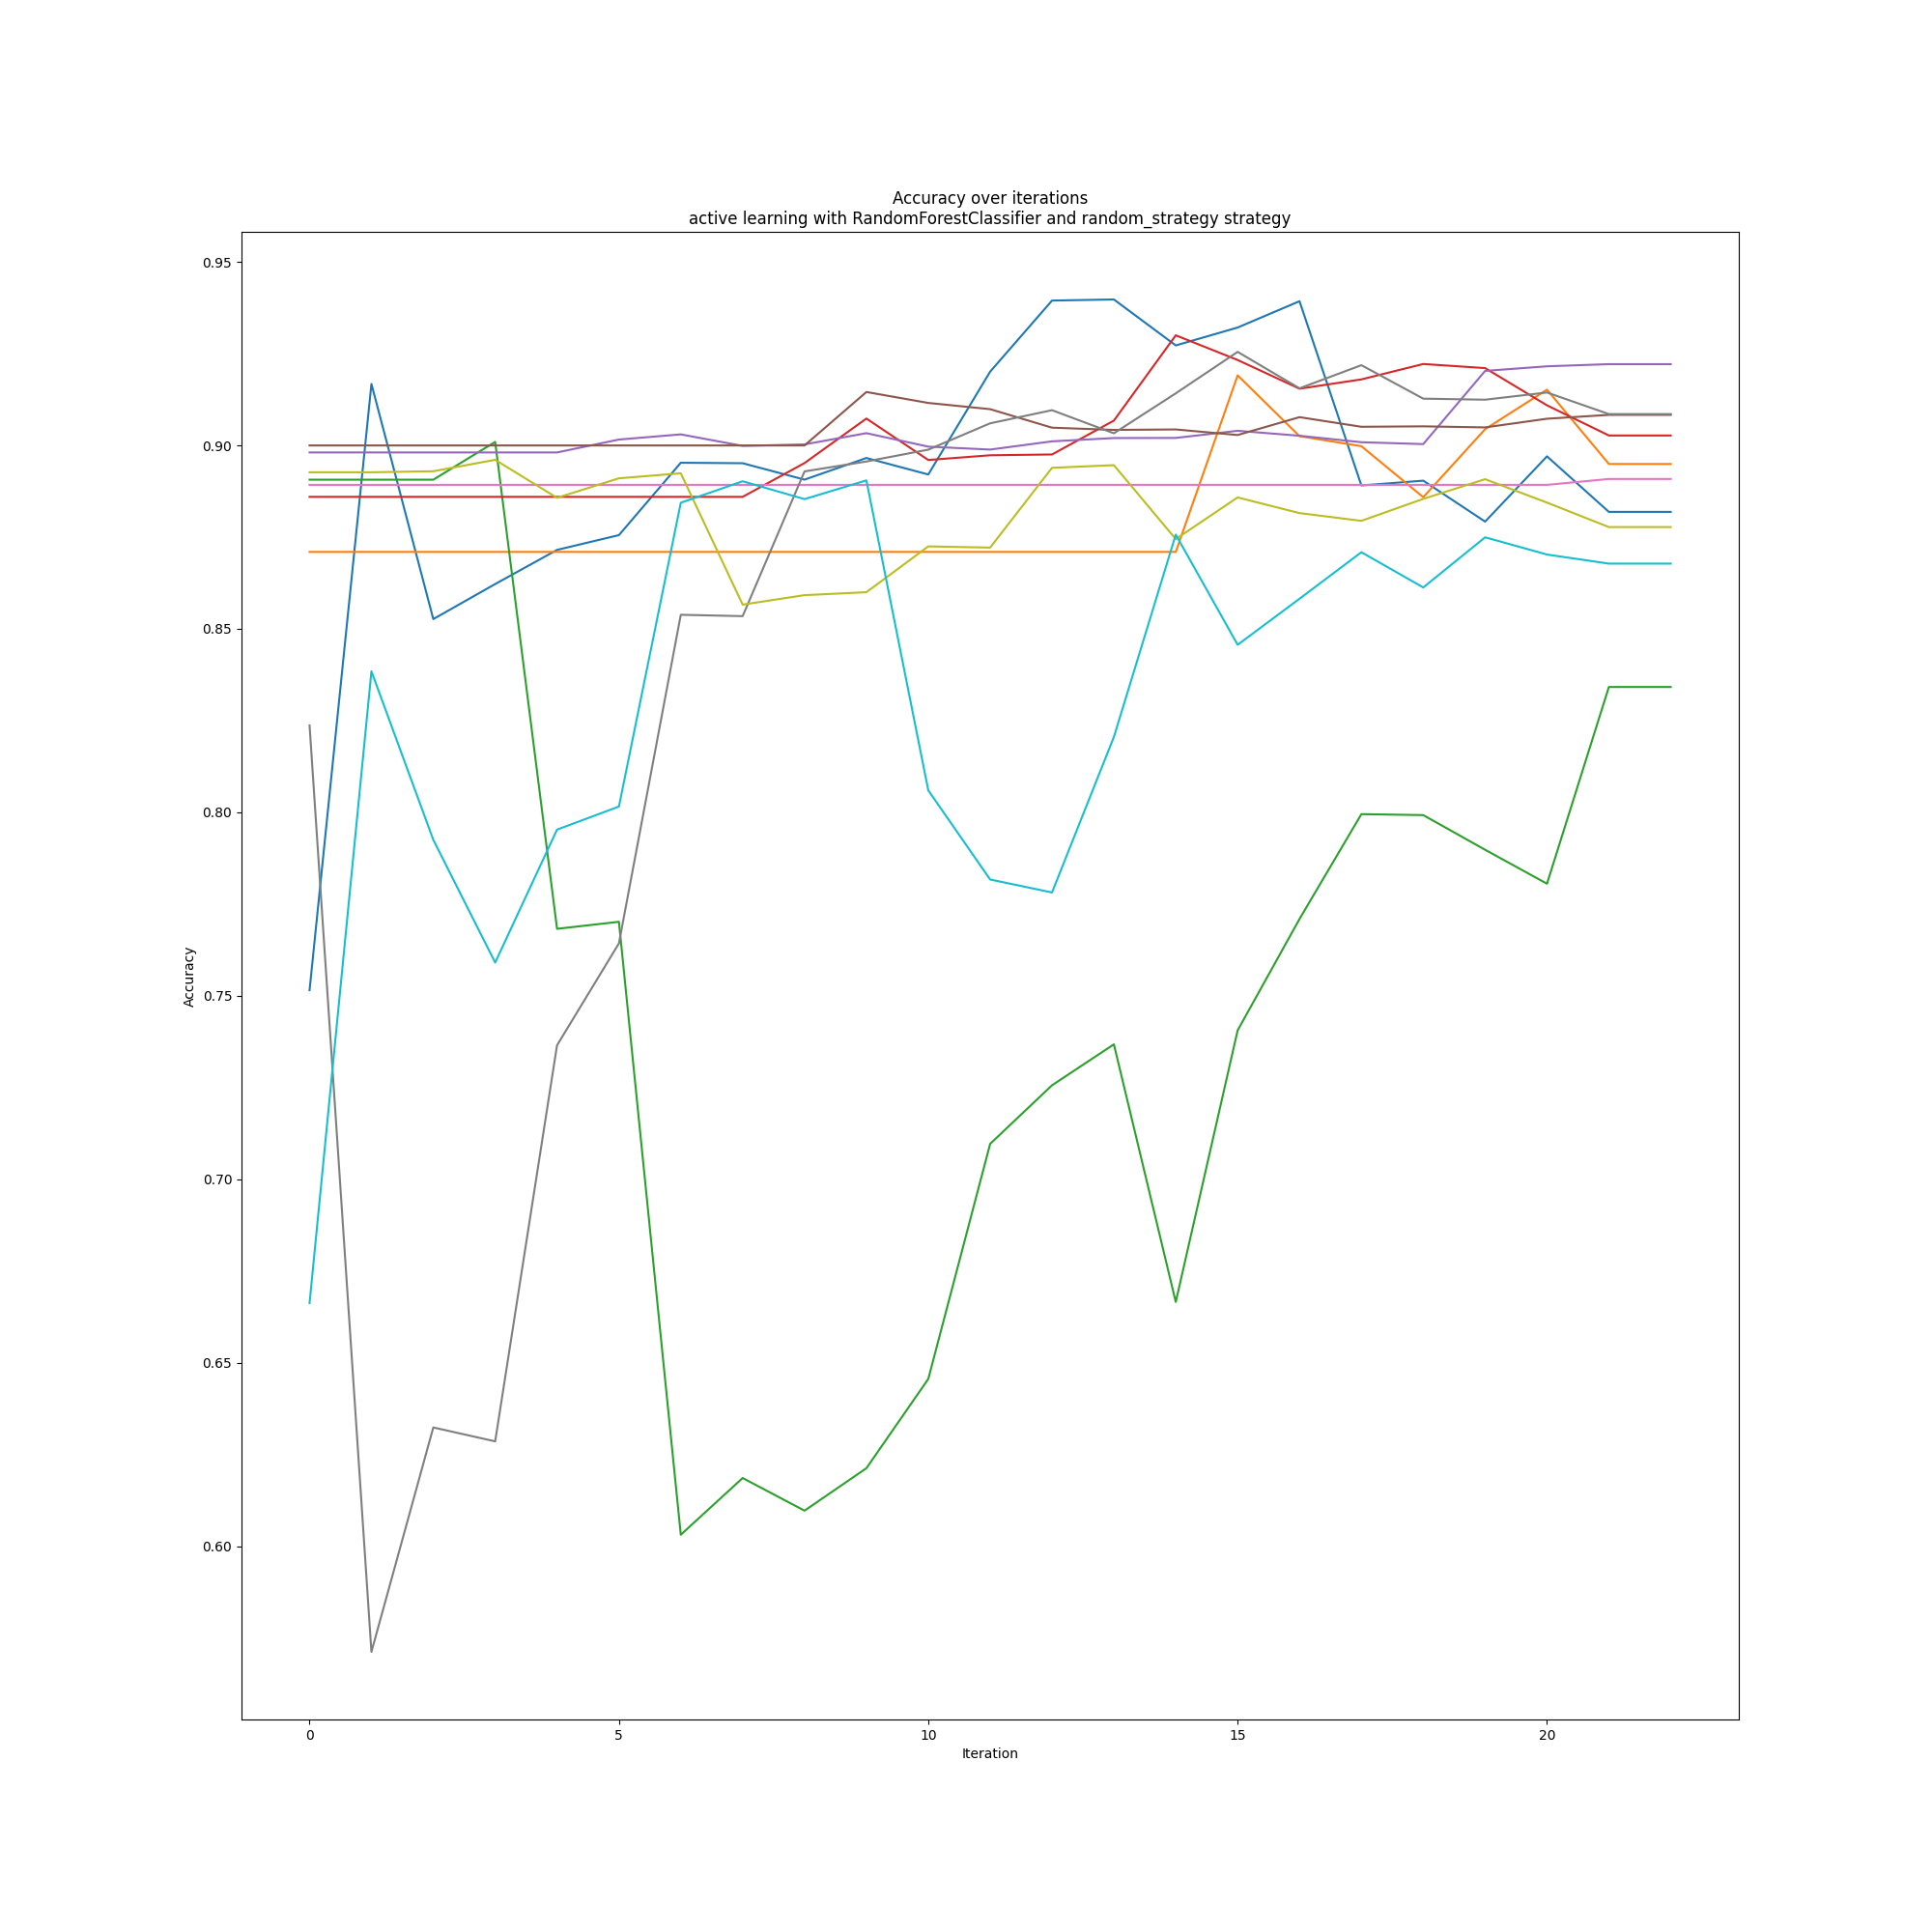 Accuracy over iterations
active learning with RandomForestClassifier and random_strategy strategy
0.95
0.90
0.85
0.80
0.75
0.70
0.65
0.60
Accuracy
0 5 10 15 20
Iteration